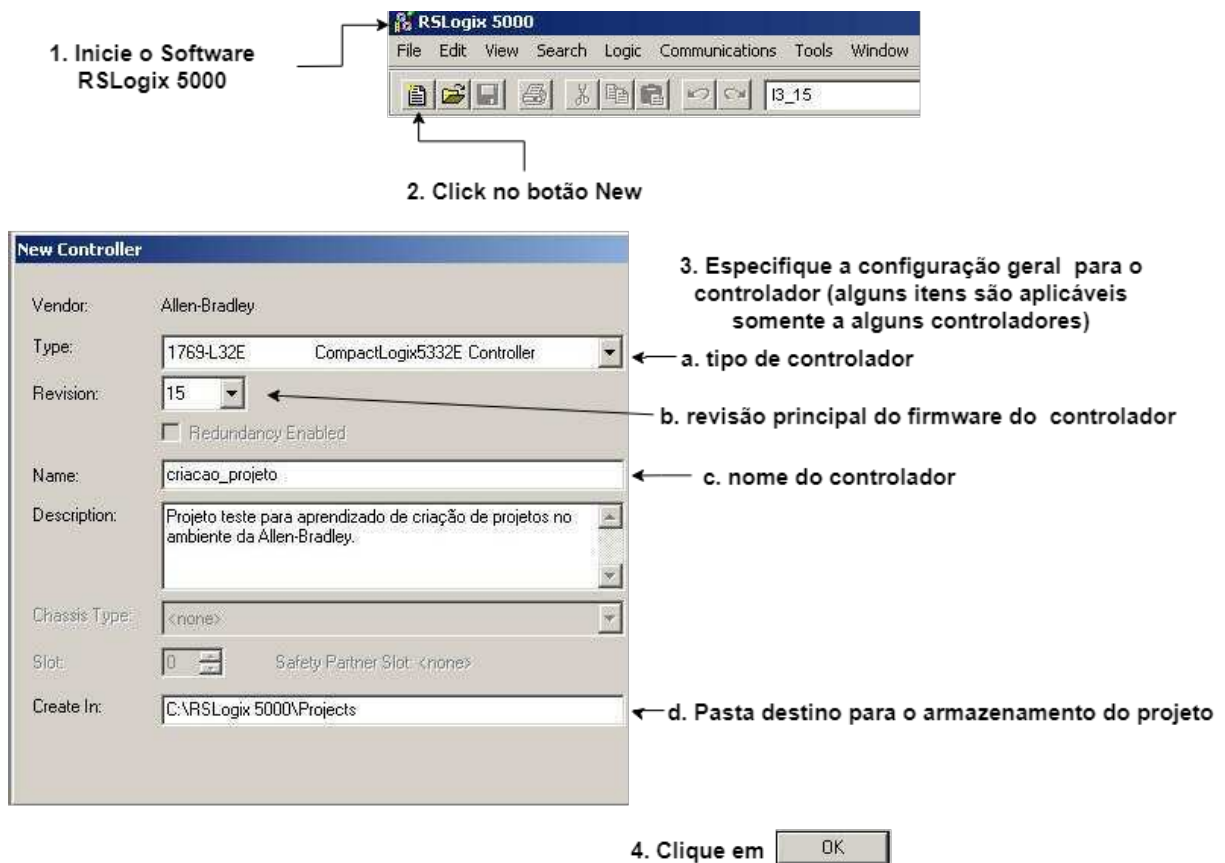 RSLogix 5000
1. Inicie o Software
RSLogix 5000
File Edit View Search Logic Communications Tools Window
I3_15
2. Click no botão New
New Controller
3. Especifique a configuração geral para o
controlador (alguns itens são aplicáveis
somente a alguns controladores)
Vendor: Allen-Bradley
Type: 1769-L32E CompactLogix5332E Controller
a. tipo de controlador
Revision: 15
b. revisão principal do firmware do controlador
Redundancy Enabled
Name: criacao_projeto
c. nome do controlador
Description: Projeto teste para aprendizado de criação de projetos no
ambiente da Allen-Bradley.
Chassis Type: <none>
Slot: 0 Safety Partner Slot: <none>
Create In: C:\RSLogix 5000\Projects
d. Pasta destino para o armazenamento do projeto
4. Clique em OK